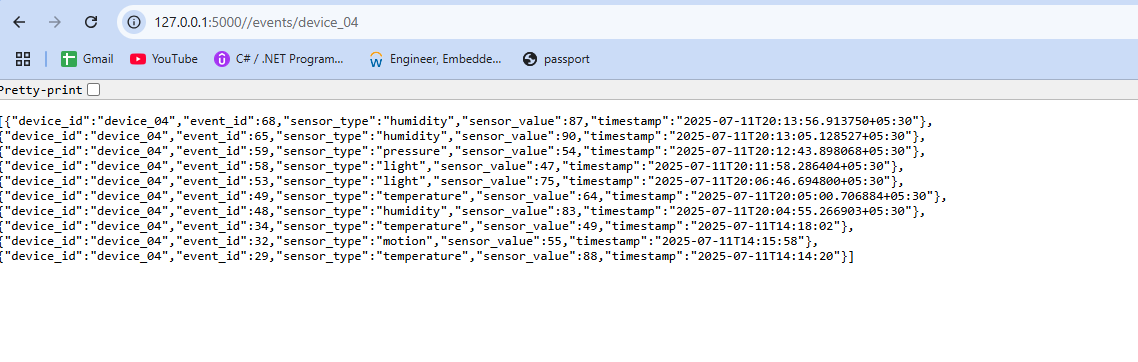 127.0.0.1:5000//events/device_04
Gmail YouTube C# / .NET Program... Engineer, Embedde... passport
Pretty-print
[{"device_id":"device_04","event_id":68,"sensor_type":"humidity","sensor_value":87,"timestamp":"2025-07-11T20:13:56.913750+05:30"},
{"device_id":"device_04","event_id":65,"sensor_type":"humidity","sensor_value":90,"timestamp":"2025-07-11T20:13:05.128527+05:30"},
{"device_id":"device_04","event_id":59,"sensor_type":"pressure","sensor_value":54,"timestamp":"2025-07-11T20:12:43.898068+05:30"},
{"device_id":"device_04","event_id":58,"sensor_type":"light","sensor_value":47,"timestamp":"2025-07-11T20:11:58.286404+05:30"},
{"device_id":"device_04","event_id":53,"sensor_type":"light","sensor_value":75,"timestamp":"2025-07-11T20:06:46.694800+05:30"},
{"device_id":"device_04","event_id":49,"sensor_type":"temperature","sensor_value":64,"timestamp":"2025-07-11T20:05:00.706884+05:30"},
{"device_id":"device_04","event_id":48,"sensor_type":"humidity","sensor_value":83,"timestamp":"2025-07-11T20:04:55.266903+05:30"},
{"device_id":"device_04","event_id":34,"sensor_type":"temperature","sensor_value":49,"timestamp":"2025-07-11T14:18:02"},
{"device_id":"device_04","event_id":32,"sensor_type":"motion","sensor_value":55,"timestamp":"2025-07-11T14:15:58"},
{"device_id":"device_04","event_id":29,"sensor_type":"temperature","sensor_value":88,"timestamp":"2025-07-11T14:14:20"}]